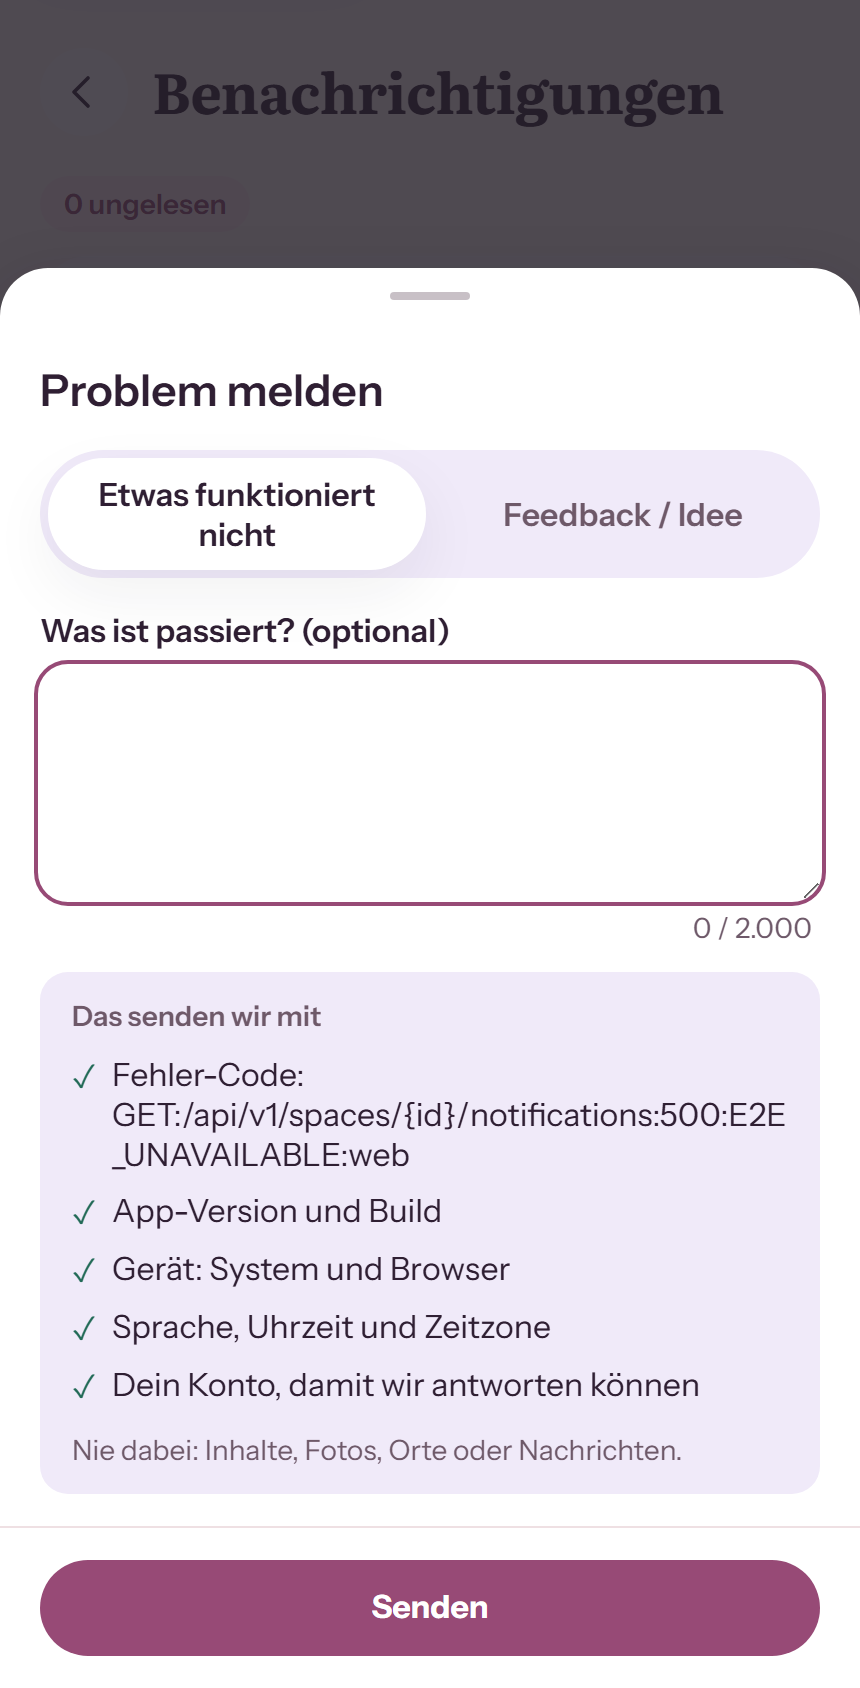 Benachrichtigungen
0 ungelesen
Problem melden
Etwas funktioniert
nicht
Feedback / Idee
Was ist passiert? (optional)
0 / 2.000
Das senden wir mit
✓ Fehler-Code:
GET:/api/v1/spaces/{id}/notifications:500:E2E
_UNAVAILABLE:web
✓ App-Version und Build
✓ Gerät: System und Browser
✓ Sprache, Uhrzeit und Zeitzone
✓ Dein Konto, damit wir antworten können
Nie dabei: Inhalte, Fotos, Orte oder Nachrichten.
Senden